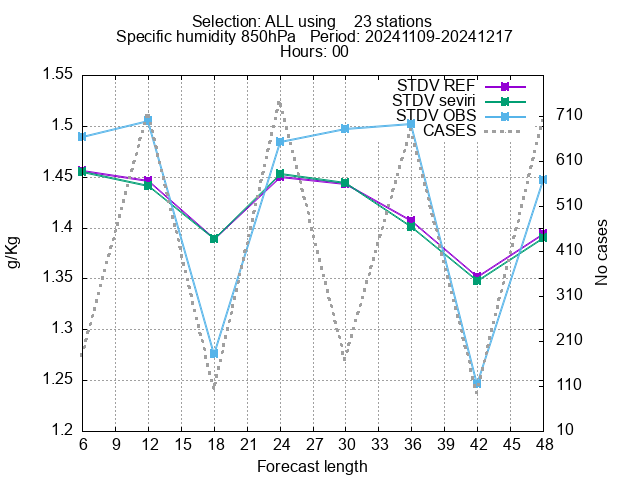 Selection: ALL using    23 stations
Specific humidity 850hPa   Period: 20241109-20241217
Hours: 00
STDV REF
STDV seviri
STDV OBS
CASES
1.55
1.5
1.45
1.4
1.35
1.3
1.25
1.2
g/Kg
710
610
510
410
310
210
110
10
No cases
6 9 12 15 18 21 24 27 30 33 36 39 42 45 48
Forecast length